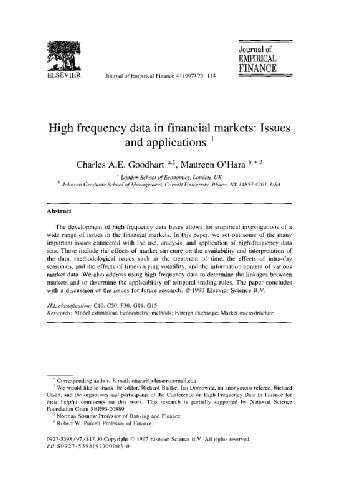 ELSEVIER
Journal of Empirical Finance 4 (1997) 73–114
Journal of
EMPIRICAL
FINANCE
High frequency data in financial markets: Issues
and applications 1
Charles A.E. Goodhart a,2, Maureen O'Hara b,* 3
a London School of Economics, London, UK
b Johnson Graduate School of Management, Cornell University, Ithaca, NY 14853-4201, USA
Abstract
The development of high frequency data bases allows for empirical investigations of a
wide range of issues in the financial markets. In this paper, we set out some of the many
important issues connected with the use, analysis, and application of high-frequency data
sets. These include the effects of market structure on the availability and interpretation of
the data, methodological issues such as the treatment of time, the effects of intra-day
seasonals, and the effects of time-varying volatility, and the information content of various
market data. We also address using high frequency data to determine the linkages between
markets and to determine the applicability of temporal trading rules. The paper concludes
with a discussion of the issues for future research. © 1997 Elsevier Science B.V.
JEL classification: C10; C50; F30; G14; G15
Keywords: Model estimation; Econometric methods; Foreign exchange; Market microstructure
* Corresponding author. E-mail:
1 We would like to thank the editor, Richard Baillie, Ian Domowitz, an anonymous referee, Richard
Olsen, and the organizers and participants of the Conference on High Frequency Data in Finance for
their helpful comments on this work. This research is partially supported by National Science
Foundation Grant
2 Norman Sosnow Professor of Banking and Finance.
3 Robert W. Purcell Professor of Finance.
0927-5398/97/$17.00 Copyright © 1997 Elsevier Science B.V. All rights reserved.
PII S0927-5398(97)00003-0